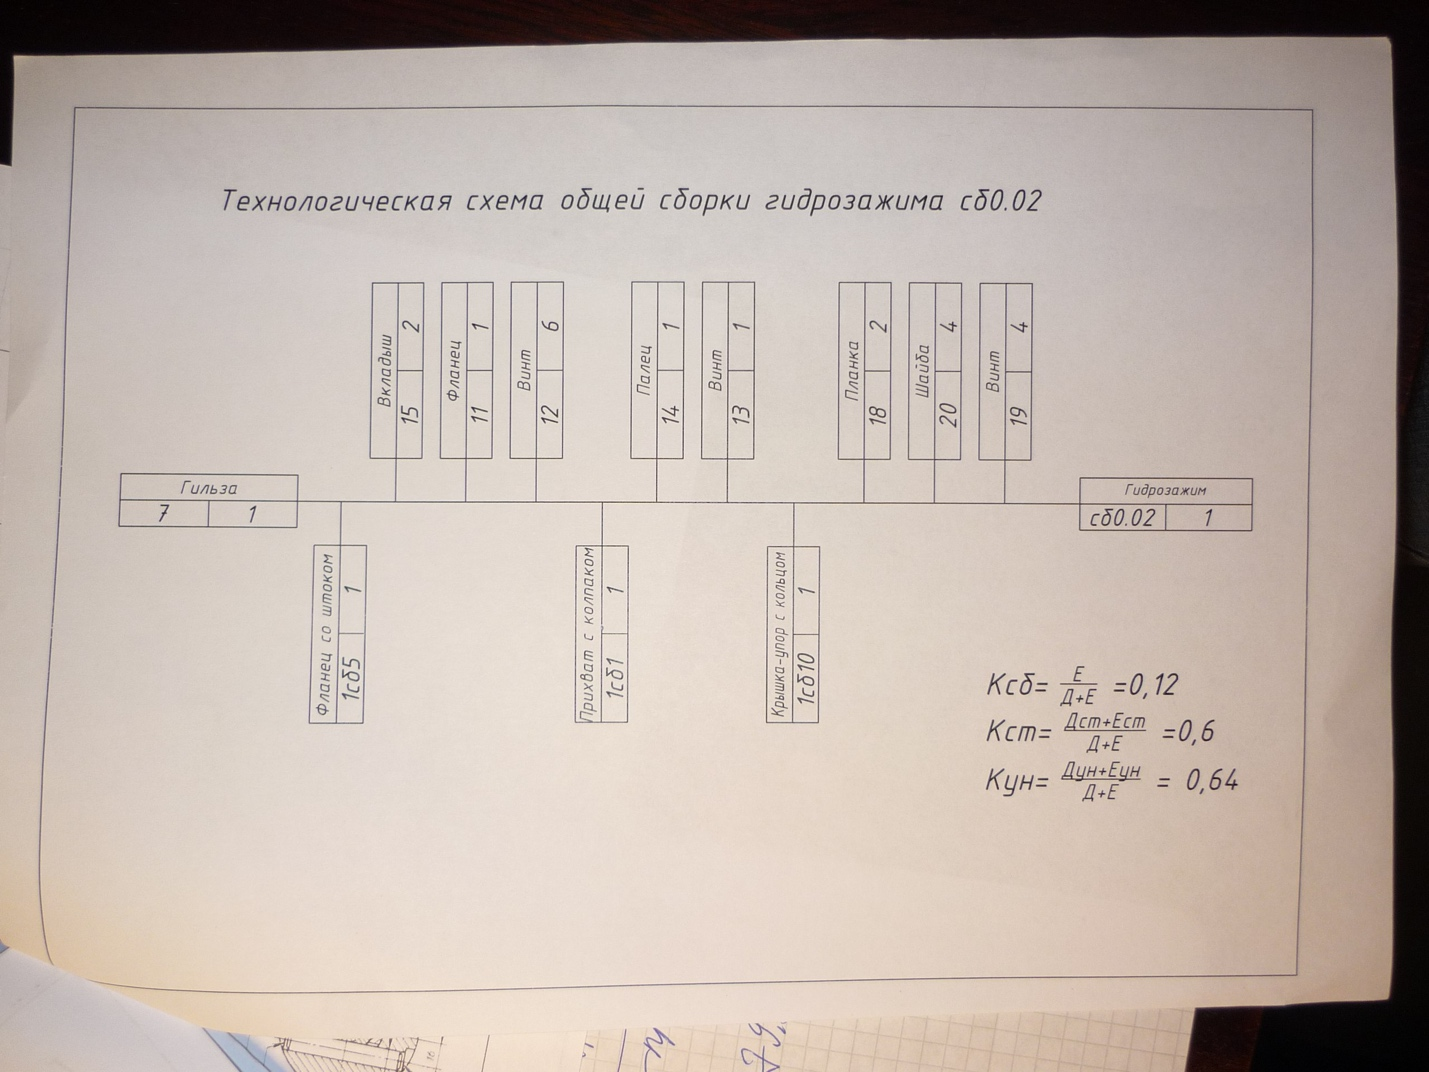 Технологическая схема общей сборки гидрозажима сб0.02
Вкладыш
15 2
Фланец
11 1
Винт
12 6
Палец
14 1
Винт
13 1
Планка
18 2
Шайба
20 4
Винт
19 4
Гильза
7 1
Гидрозажим
сб0.02 1
Фланец со штоком
1сб5 1
Прихват с колпаком
1сб1 1
Крышка-упор с кольцом
1сб10 1
Ксб= Е/Д+Е =0,12
Кст= Дст+Ест/Д+Е =0,6
Кун= Дун+Еун/Д+Е = 0,64